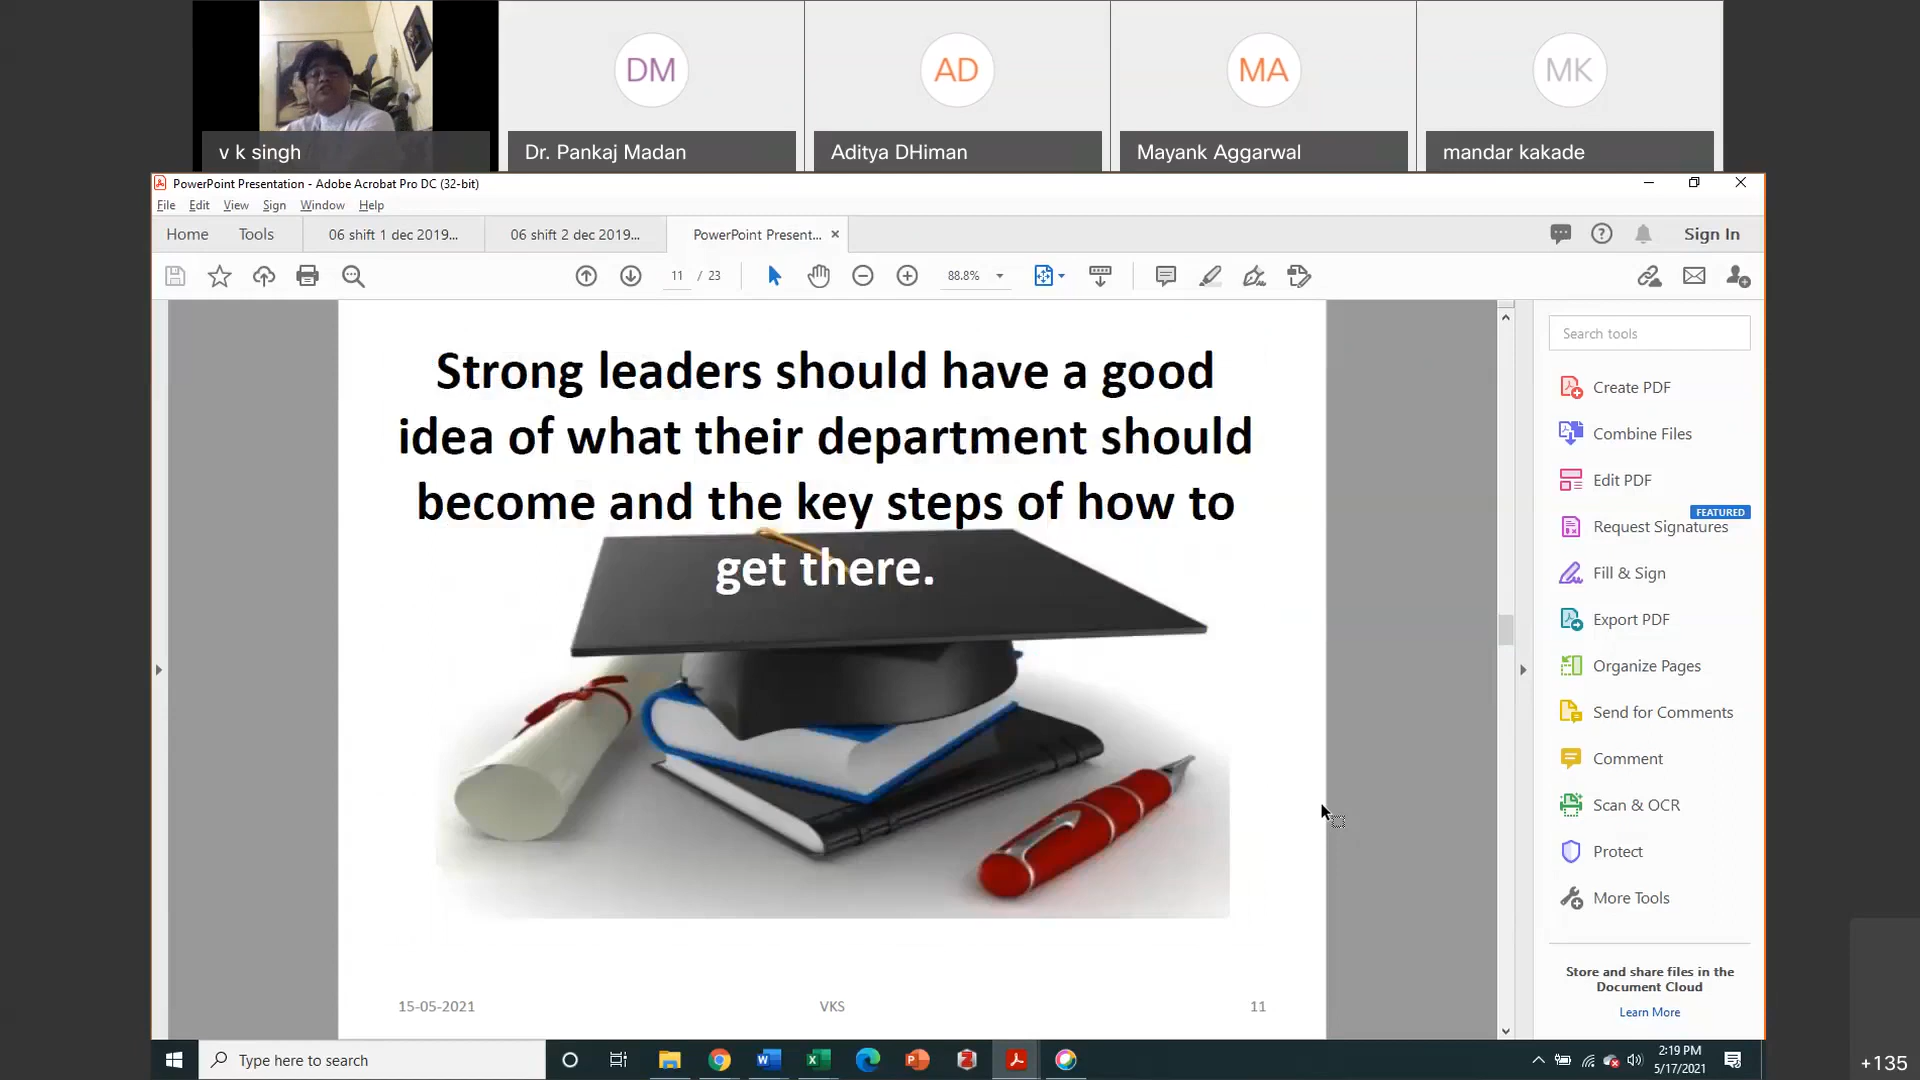 DM
AD
MA
MK
v k singh
Dr. Pankaj Madan
Aditya DHiman
Mayank Aggarwal
mandar kakade
PowerPoint Presentation - Adobe Acrobat Pro DC (32-bit)
File Edit View Sign Window Help
Home Tools 06 shift 1 dec 2019... 06 shift 2 dec 2019... PowerPoint Present... × Sign In
11 / 23 88.8%
Strong leaders should have a good
idea of what their department should
become and the key steps of how to
get there.
15-05-2021 VKS 11
Search tools
Create PDF
Combine Files
Edit PDF
FEATURED
Request Signatures
Fill & Sign
Export PDF
Organize Pages
Send for Comments
Comment
Scan & OCR
Protect
More Tools
Store and share files in the
Document Cloud
Learn More
Type here to search
2:19 PM
5/17/2021
+135